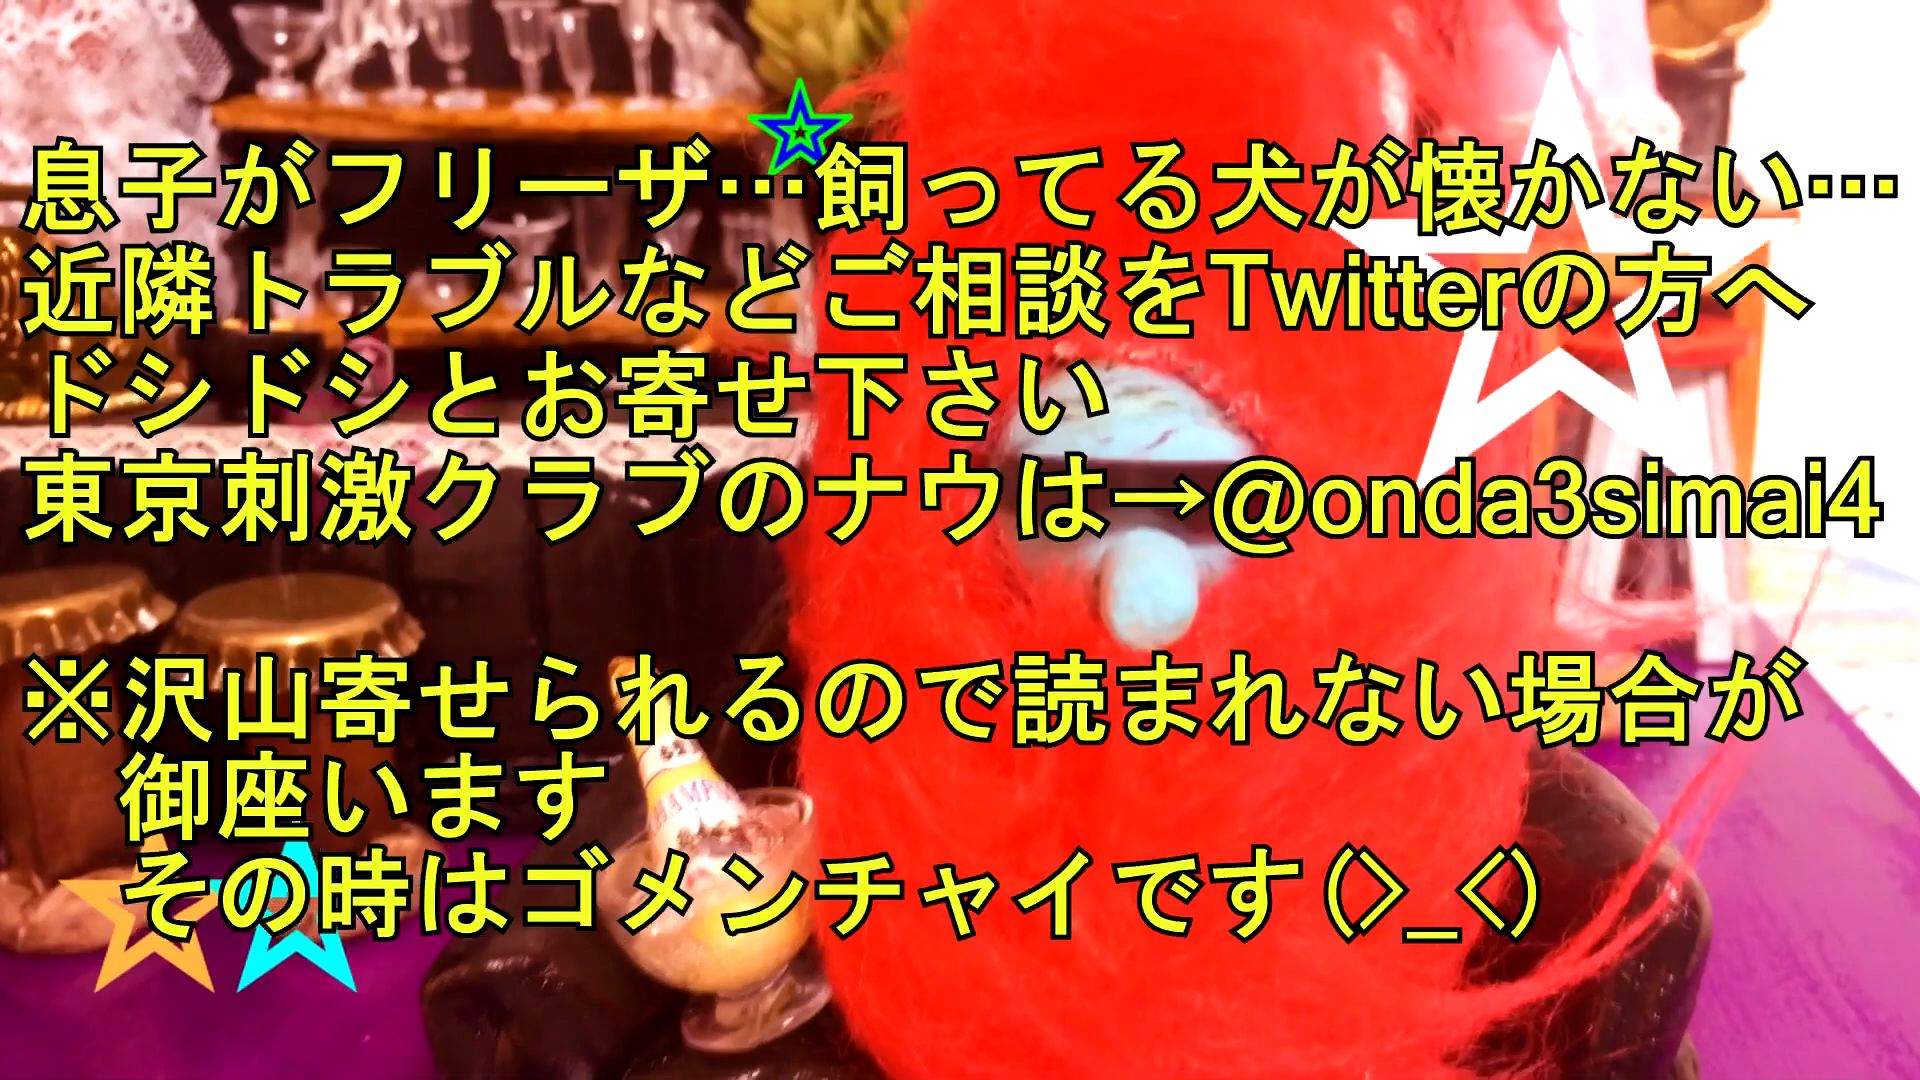 息子がフリーザ…飼ってる犬が懐かない…
近隣トラブルなどご相談をTwitterの方へ
ドシドシとお寄せ下さい
東京刺激クラブのナウは→@onda3simai4
※沢山寄せられるので読まれない場合が
御座います
その時はゴメンチャイです(>_<)